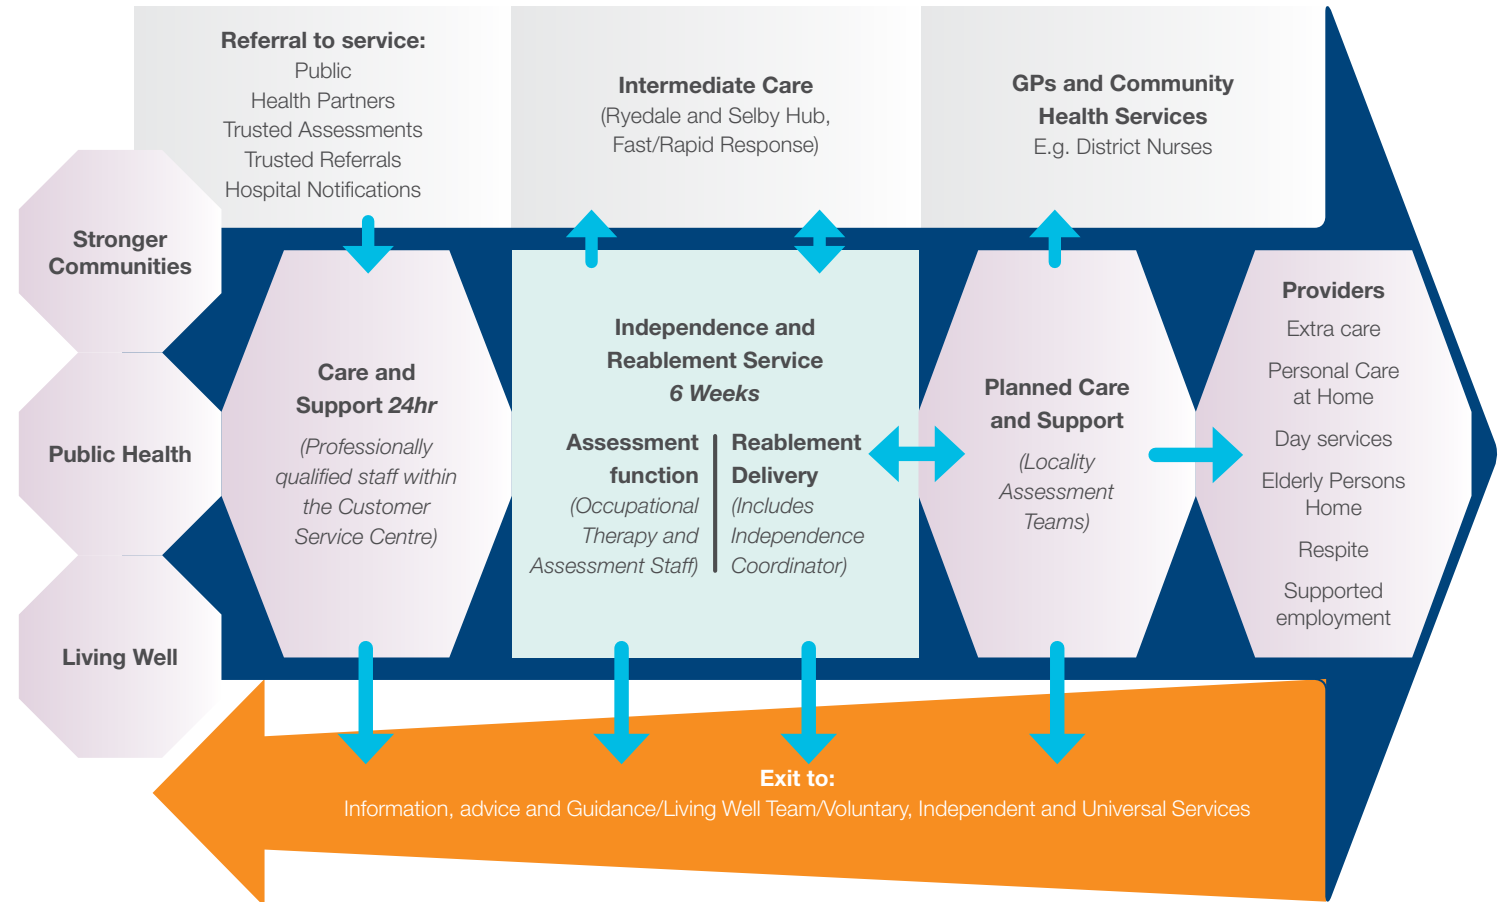 Referral to service:
Public
Health Partners
Trusted Assessments
Trusted Referrals
Hospital Notifications
Intermediate Care
(Ryedale and Selby Hub,
Fast/Rapid Response)
GPs and Community
Health Services
E.g. District Nurses
Stronger
Communities
Public Health
Living Well
Care and
Support 24hr
(Professionally
qualified staff within
the Customer
Service Centre)
Independence and
Reablement Service
6 Weeks
Assessment
function
(Occupational
Therapy and
Assessment Staff)
Reablement
Delivery
(Includes
Independence
Coordinator)
Planned Care
and Support
(Locality
Assessment
Teams)
Providers
Extra care
Personal Care
at Home
Day services
Elderly Persons
Home
Respite
Supported
employment
Exit to:
Information, advice and Guidance/Living Well Team/Voluntary, Independent and Universal Services